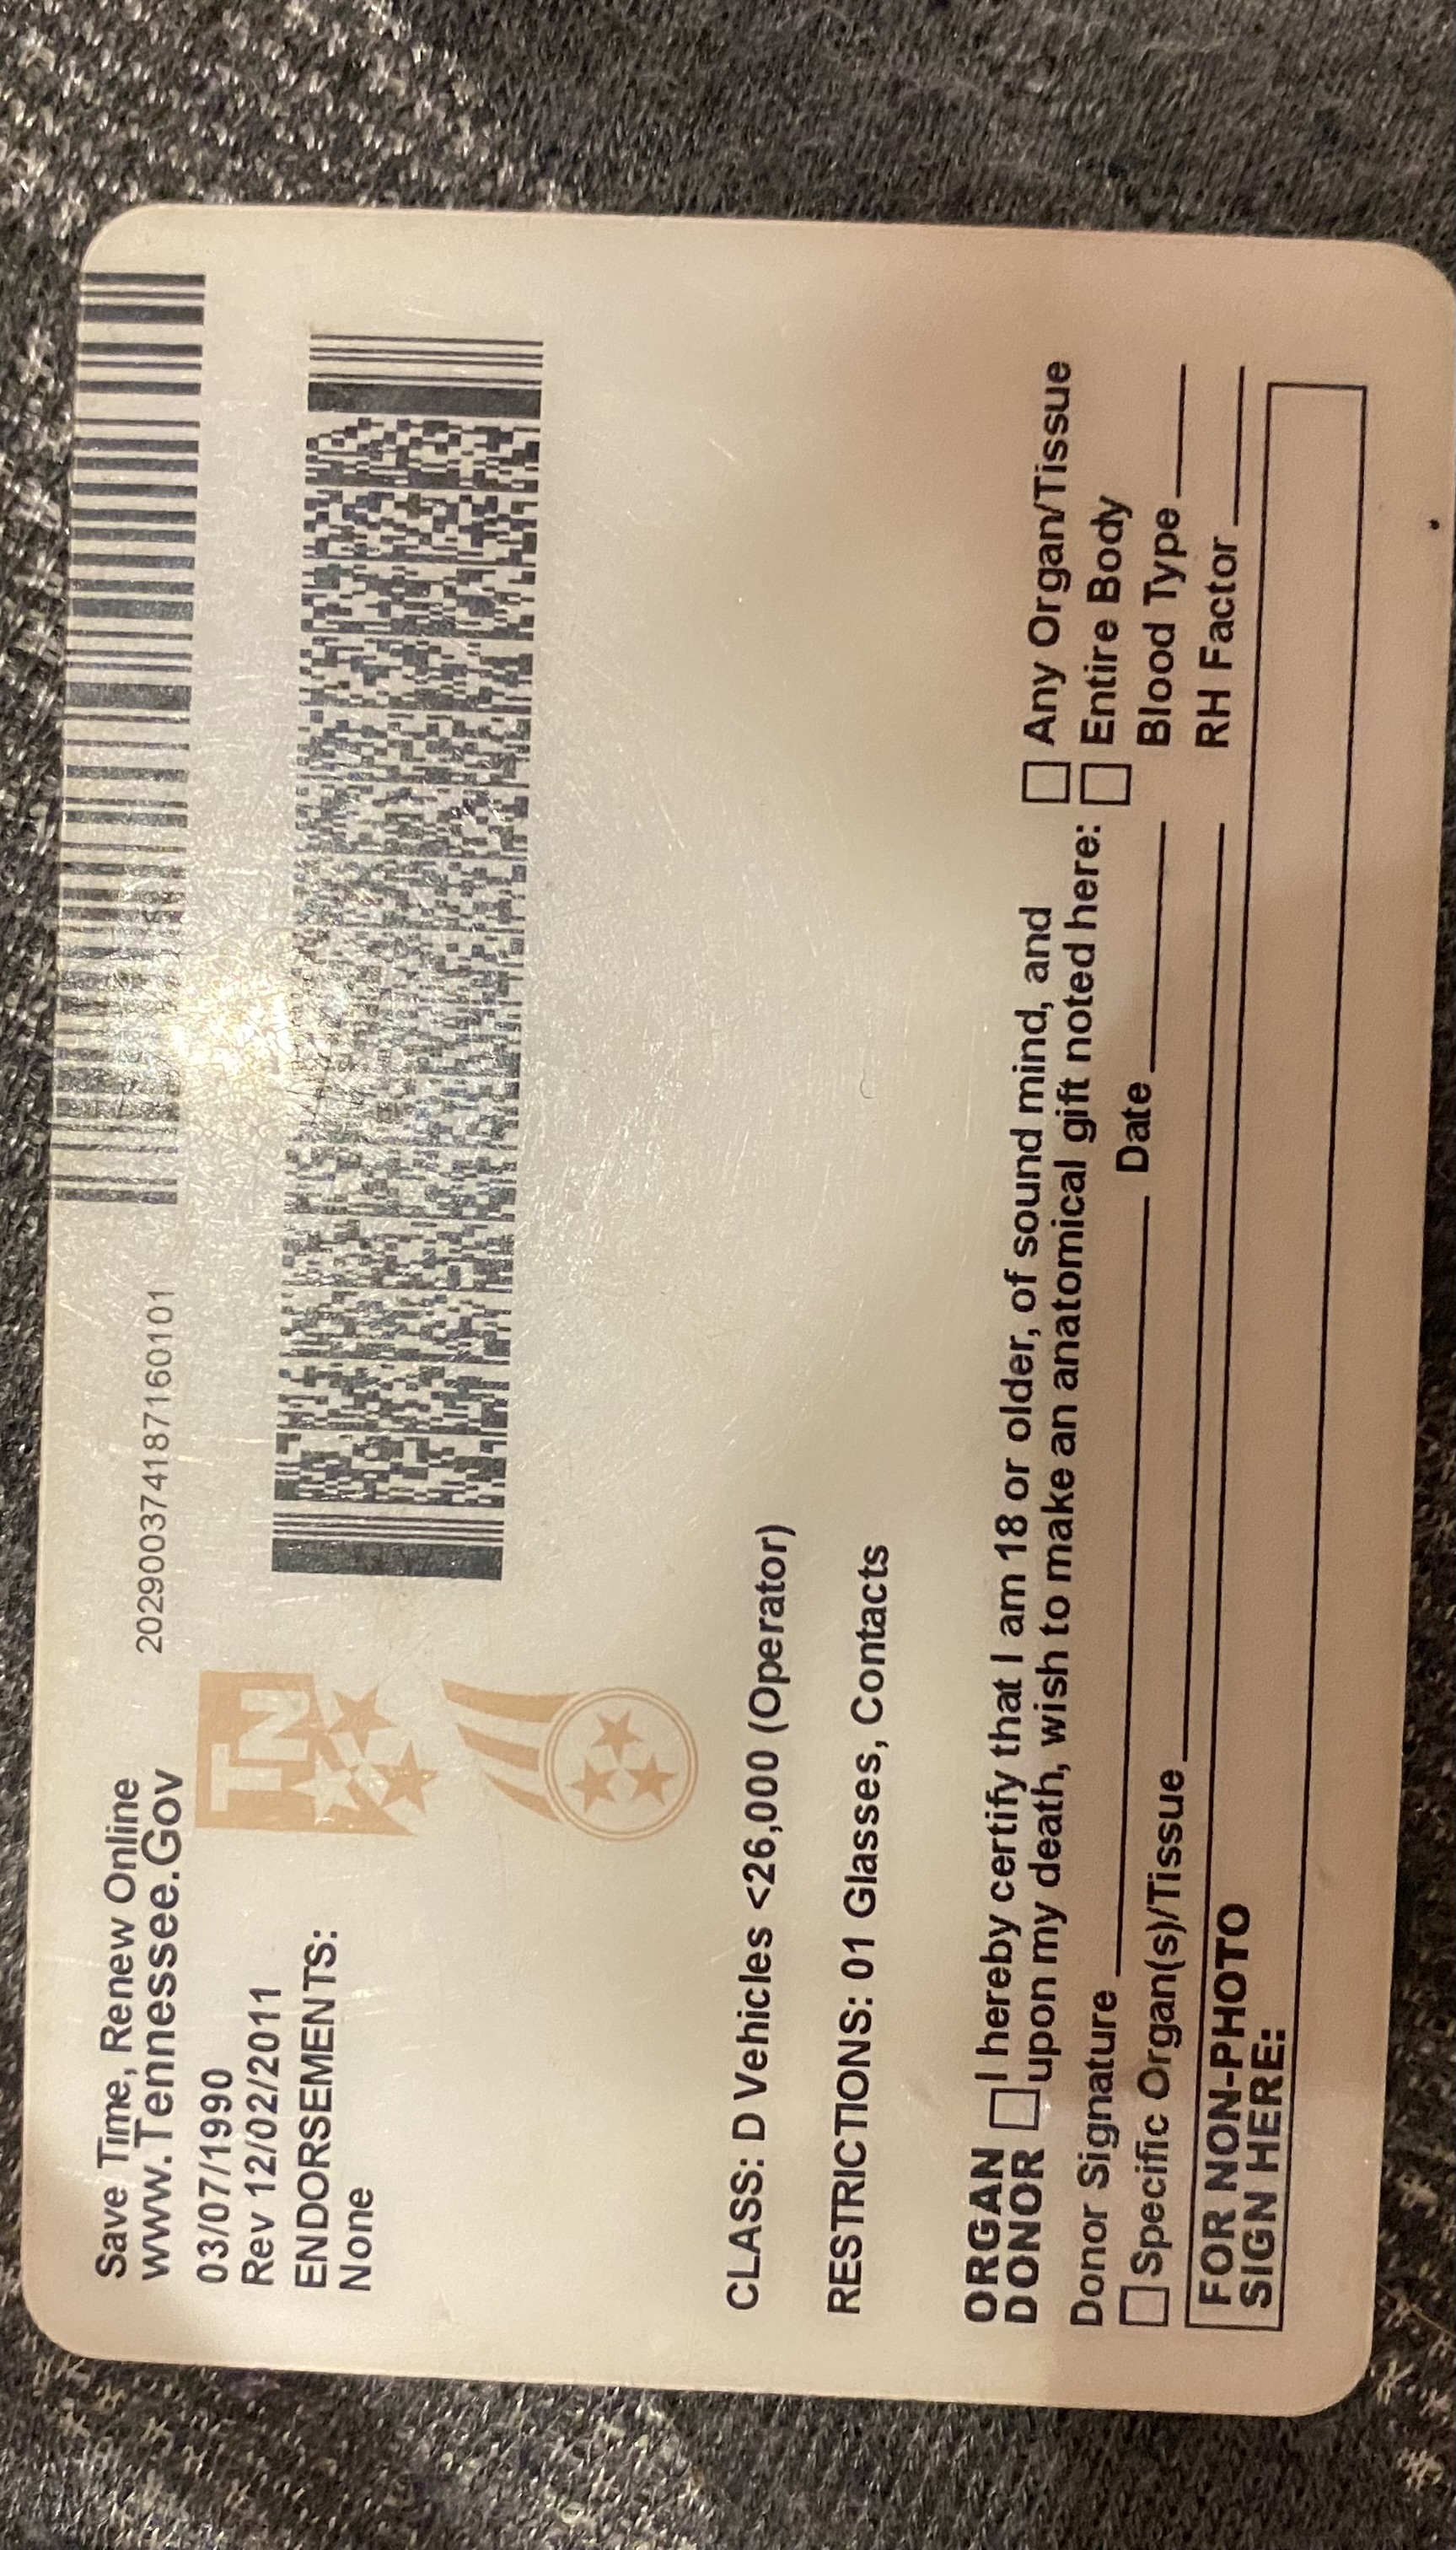 Save Time, Renew Online
www.Tennessee.Gov
202900374187160101
03/07/1990
Rev 12/02/2011
ENDORSEMENTS:
None
TN
CLASS: D Vehicles <26,000 (Operator)
RESTRICTIONS: 01 Glasses, Contacts
ORGAN DONOR
I hereby certify that I am 18 or older, of sound mind, and
upon my death, wish to make an anatomical gift noted here:
Any Organ/Tissue
Entire Body
Donor Signature Date
Blood Type
Specific Organ(s)/Tissue
RH Factor
FOR NON-PHOTO
SIGN HERE: